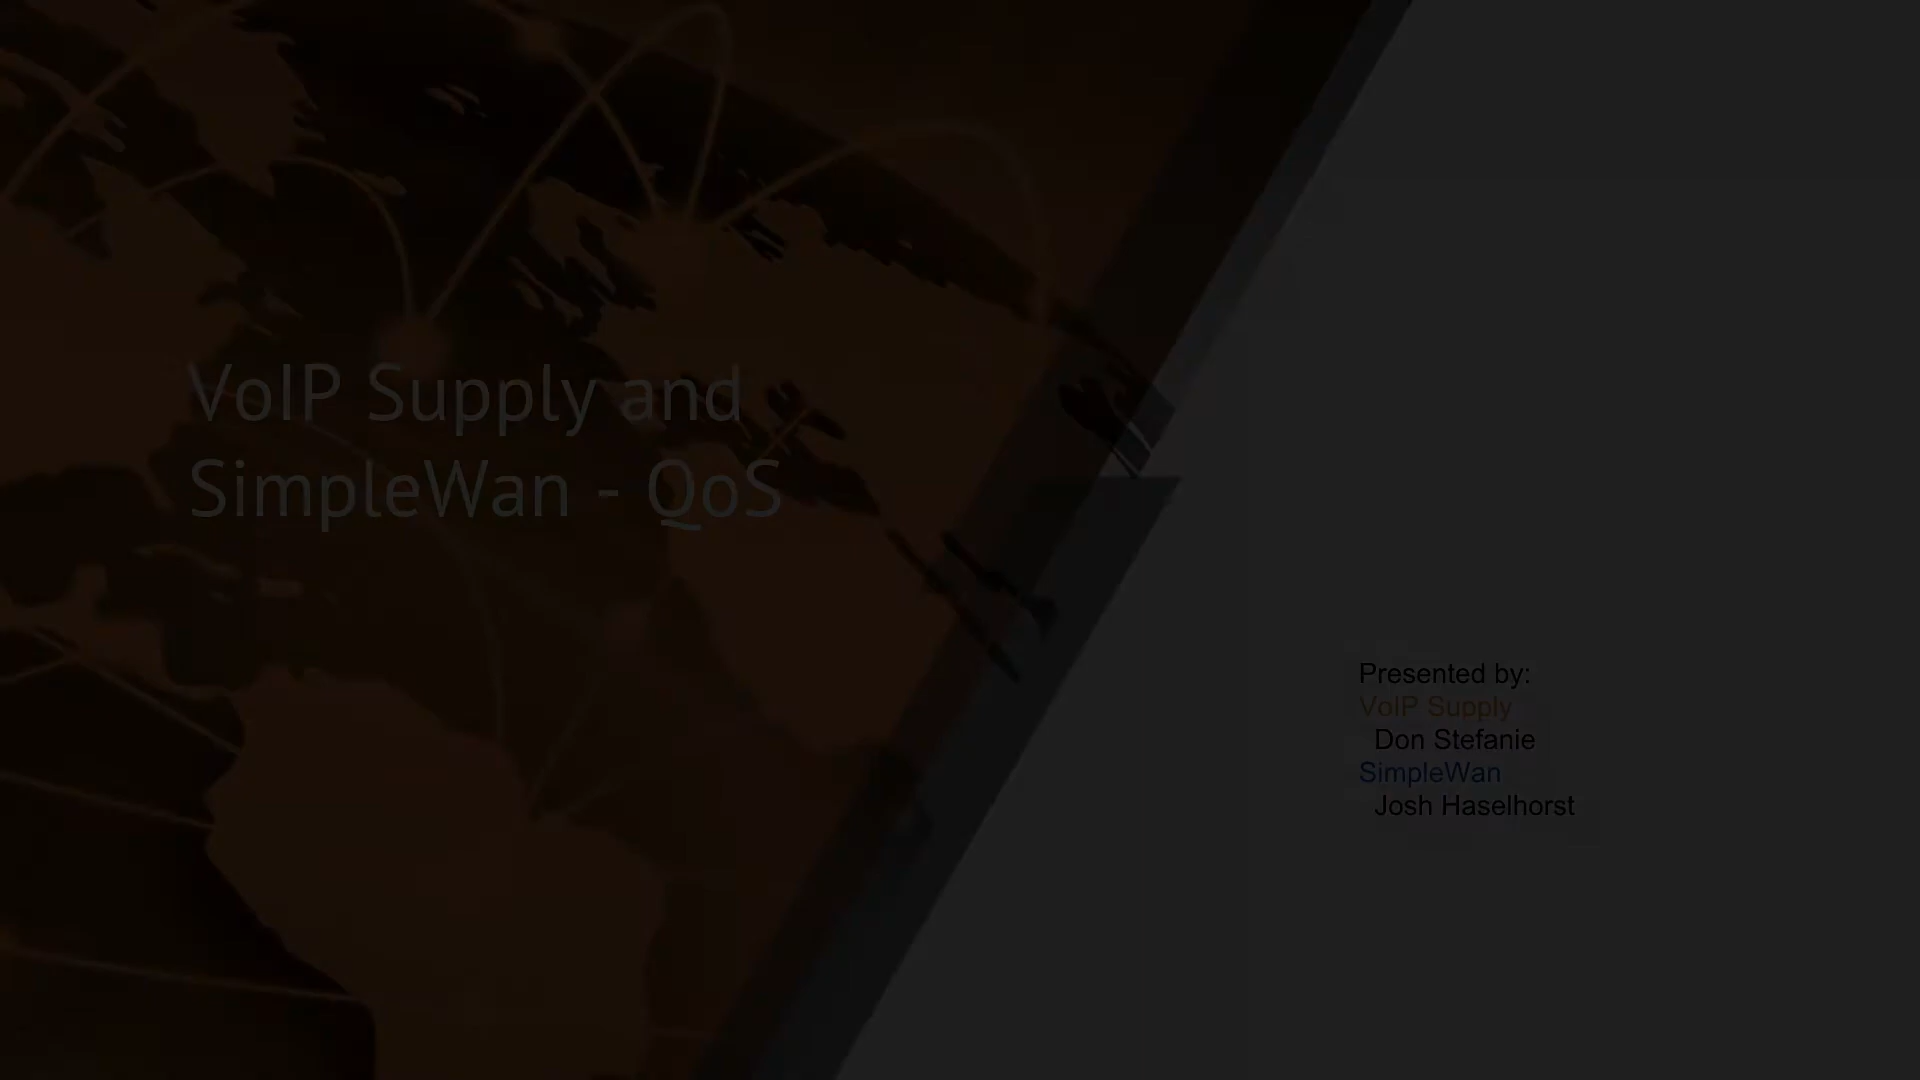 VoIP Supply and
SimpleWan - QoS
Presented by:
VoIP Supply
Don Stefanie
SimpleWan
Josh Haselhorst